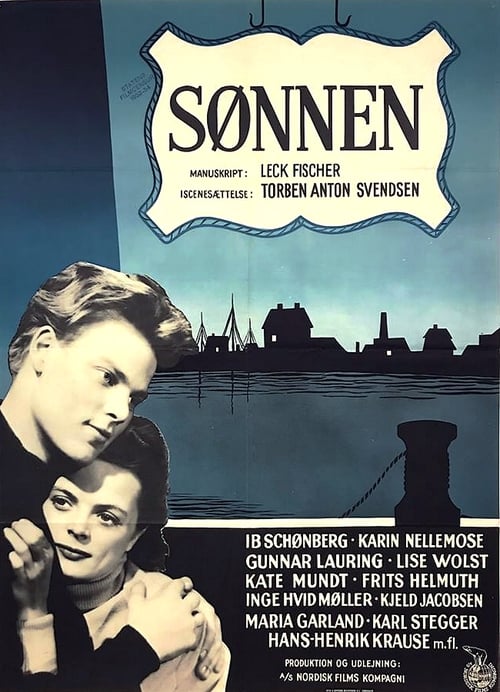 STATENS
FILMCENSUR
SØNNEN
MANUSKRIPT: LECK FISCHER
ISCENESÆTTELSE: TORBEN ANTON SVENDSEN
IB SCHØNBERG · KARIN NELLEMOSE
GUNNAR LAURING · LISE WOLST
KATE MUNDT · FRITS HELMUTH
INGE HVID MØLLER · KJELD JACOBSEN
MARIA GARLAND · KARL STEGGER
HANS-HENRIK KRAUSE m.fl.
PRODUKTION OG UDLEJNING:
A/S NORDISK FILMS KOMPAGNI